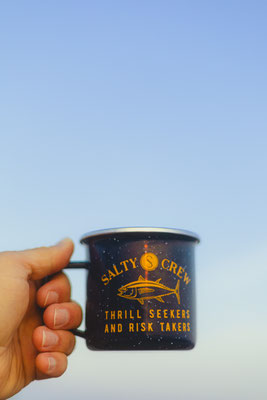 SALTY S CREW
THRILL SEEKERS
AND RISK TAKERS